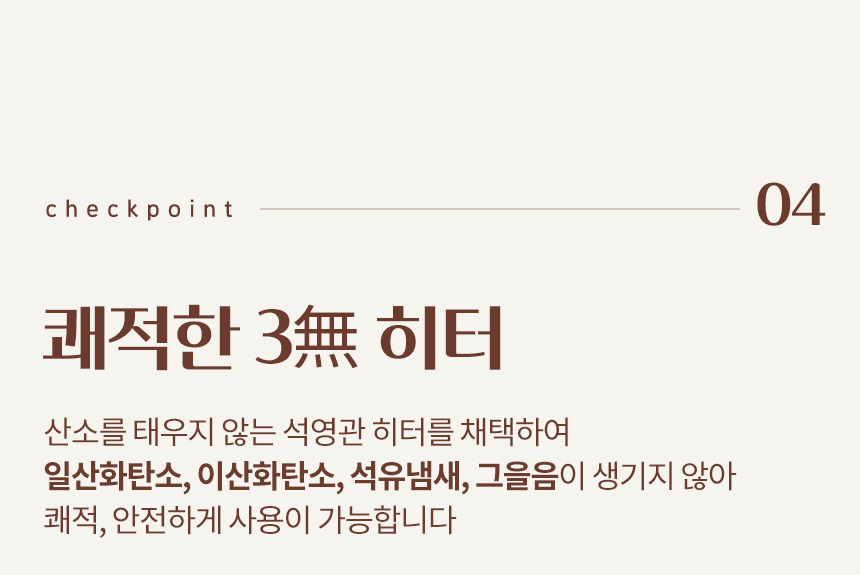 checkpoint 04
쾌적한 3無 히터
산소를 태우지 않는 석영관 히터를 채택하여
일산화탄소, 이산화탄소, 석유냄새, 그을음이 생기지 않아
쾌적, 안전하게 사용이 가능합니다